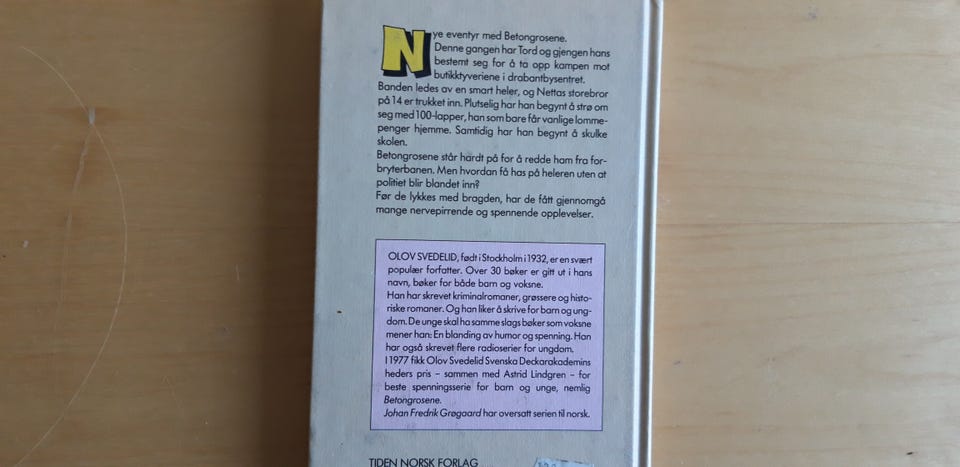 Nye eventyr med Betongrosene.
Denne gangen har Tord og gjengen hans
bestemt seg for å ta opp kampen mot
butikktyveriene i drabantbysentret.
Banden ledes av en smart heler, og Nettas storebror
på 14 er trukket inn. Plutselig har han begynt å strø om
seg med 100-lapper, han som bare får vanlige lomme-
penger hjemme. Samtidig har han begynt å skulke
skolen.
Betongrosene står hardt på for å redde ham fra for-
bryterbanen. Men hvordan få has på heleren uten at
politiet blir blandet inn?
Før de lykkes med bragden, har de fått gjennomgå
mange nervepirrende og spennende opplevelser.
OLOV SVEDELID, født i Stockholm i 1932, er en svært
populær forfatter. Over 30 bøker er gitt ut i hans
navn, bøker for både barn og voksne.
Han har skrevet kriminalromaner, grøssere og histo-
riske romaner. Og han liker å skrive for barn og ung-
dom. De unge skal ha samme slags bøker som voksne
mener han: En blanding av humor og spenning. Han
har også skrevet flere radioserier for ungdom.
I 1977 fikk Olov Svedelid Svenska Deckarakademins
heders pris – sammen med Astrid Lindgren – for
beste spenningsserie for barn og unge, nemlig
Betongrosene.
Johan Fredrik Grøgaard har oversatt serien til norsk.
TIDEN NORSK FORLAG